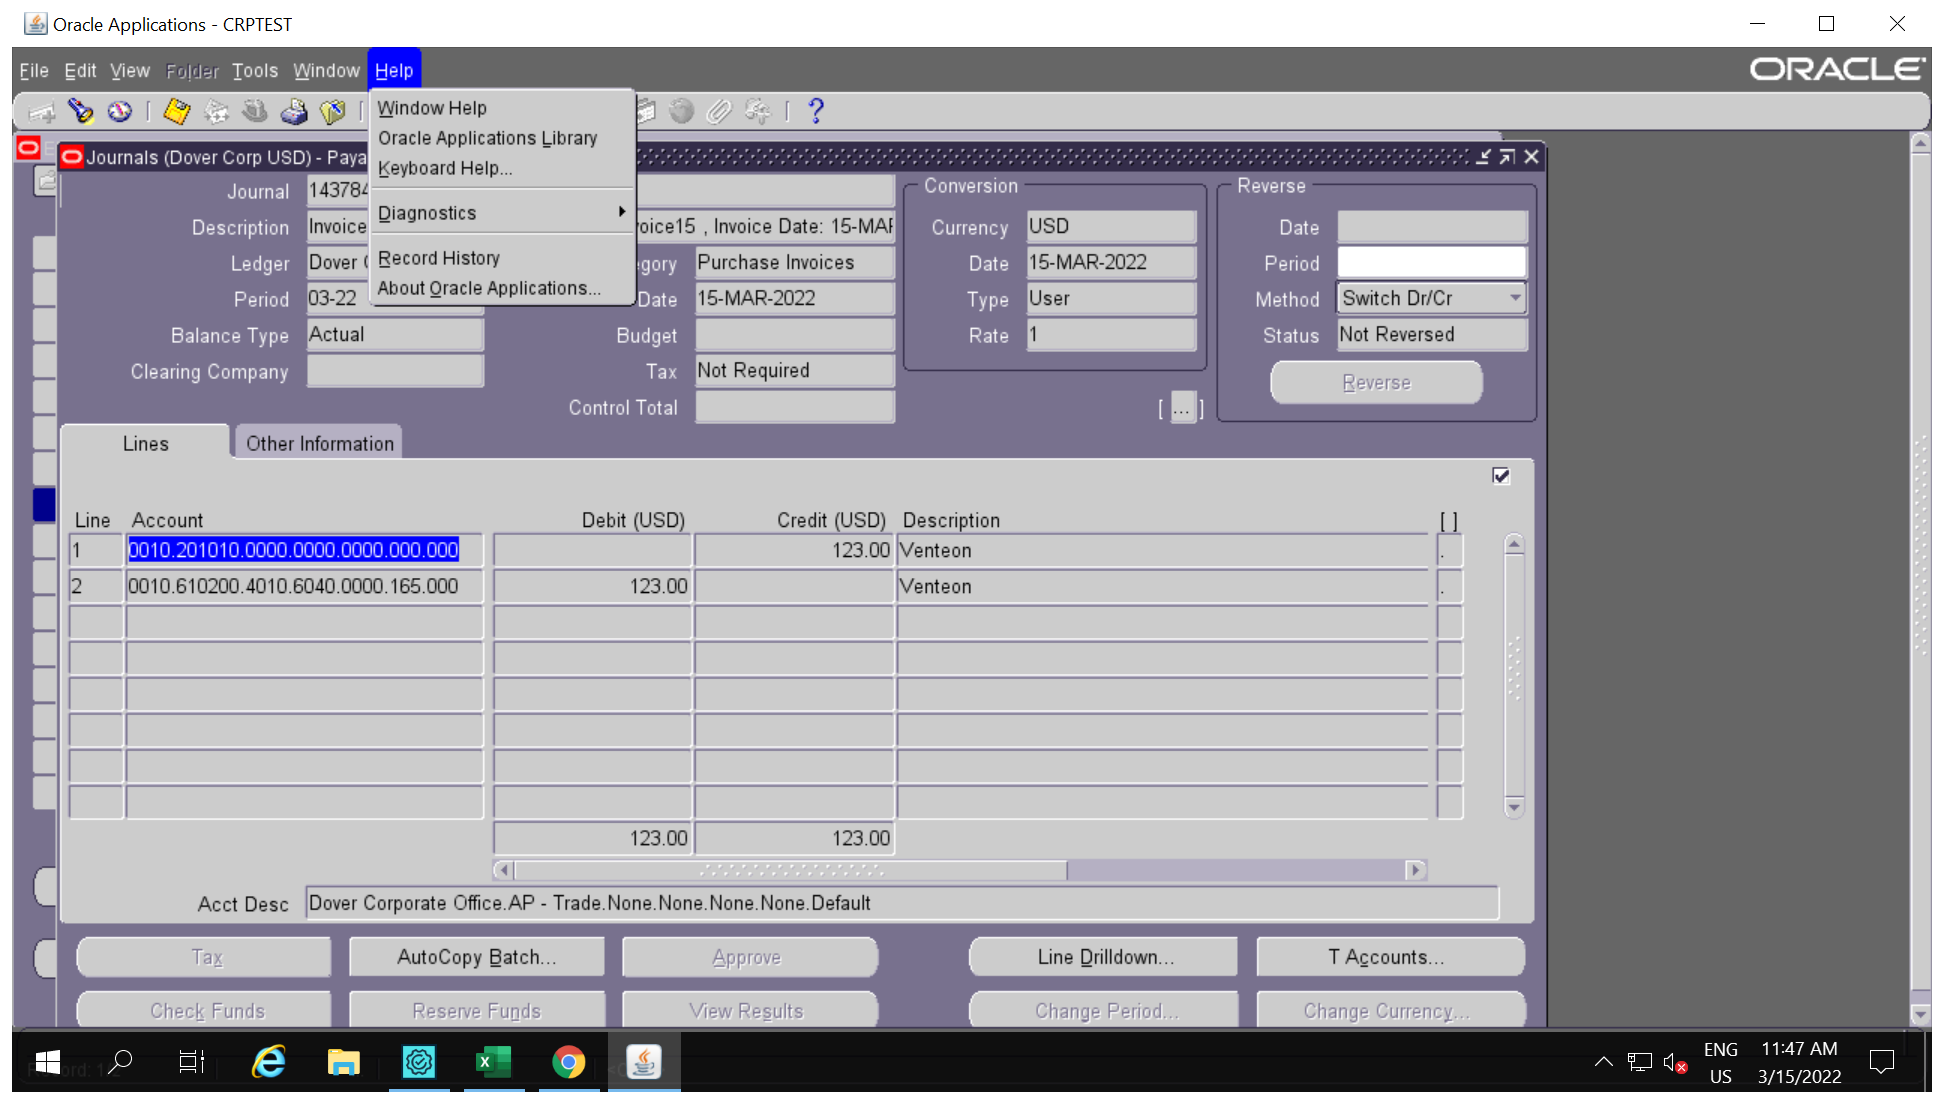 Oracle Applications - CRPTEST
File Edit View Folder Tools Window Help
ORACLE
Window Help
Oracle Applications Library
Keyboard Help...
Diagnostics
Record History
About Oracle Applications...
Journals (Dover Corp USD) - Paya
Journal 143784
Description Invoice voice15 , Invoice Date: 15-MAR
Ledger Dover gory Purchase Invoices
Period 03-22 Date 15-MAR-2022
Balance Type Actual Budget
Clearing Company Tax Not Required
Control Total
Conversion
Currency USD
Date 15-MAR-2022
Type User
Rate 1
[ ... ]
Reverse
Date
Period
Method Switch Dr/Cr
Status Not Reversed
Reverse
Lines Other Information
Line Account Debit (USD) Credit (USD) Description [ ]
1 0010.201010.0000.0000.0000.000.000 123.00 Venteon .
2 0010.610200.4010.6040.0000.165.000 123.00 Venteon .
123.00 123.00
Acct Desc Dover Corporate Office.AP - Trade.None.None.None.None.Default
Tax AutoCopy Batch... Approve Line Drilldown... T Accounts...
Check Funds Reserve Funds View Results Change Period... Change Currency...
ENG 11:47 AM
US 3/15/2022